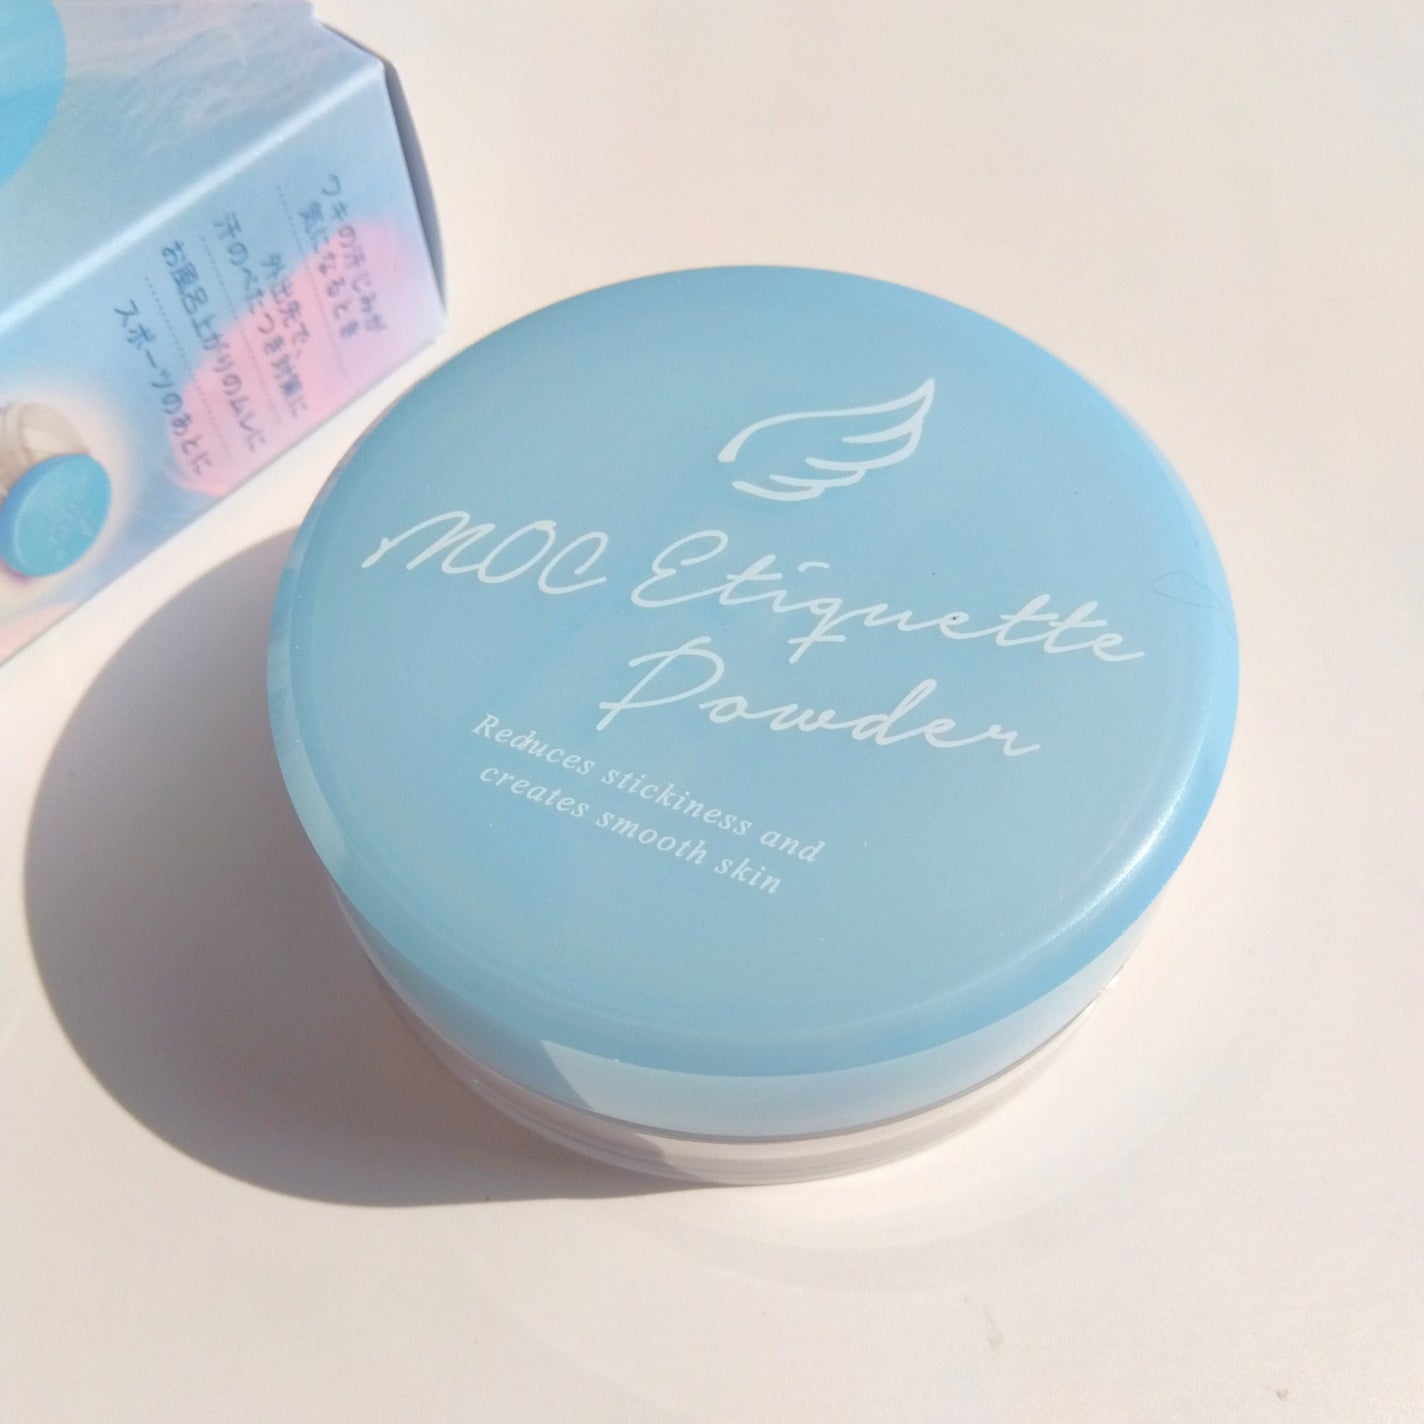 ワキの汗じみが
気になるとき
外出先で、
汗のべたつき対策に
お風呂上がりのムレに
スポーツのあとに
MOC Etiquette
Powder
Reduces stickiness and
creates smooth skin